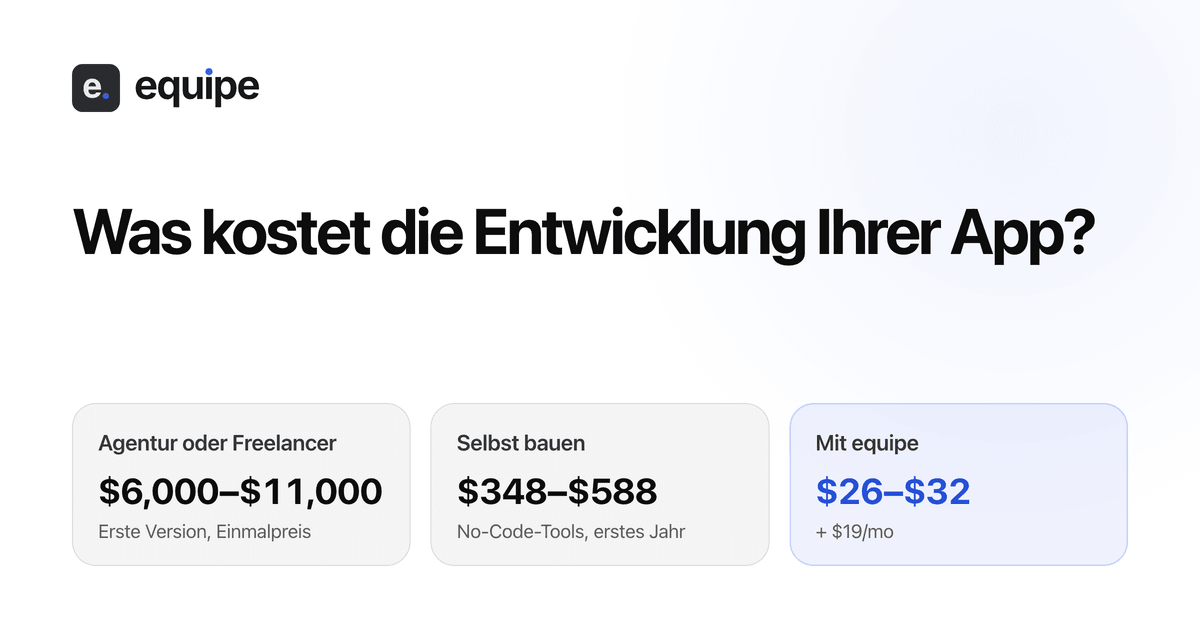 e.
equipe
Was kostet die Entwicklung Ihrer App?
Agentur oder Freelancer
$6,000–$11,000
Erste Version, Einmalpreis
Selbst bauen
$348–$588
No-Code-Tools, erstes Jahr
Mit equipe
$26–$32
+ $19/mo